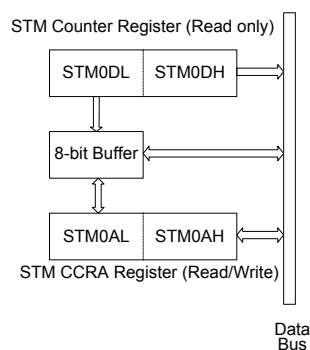 STM Counter Register (Read only)
STM0DL STM0DH
8-bit Buffer
STM0AL STM0AH
STM CCRA Register (Read/Write)
Data
Bus